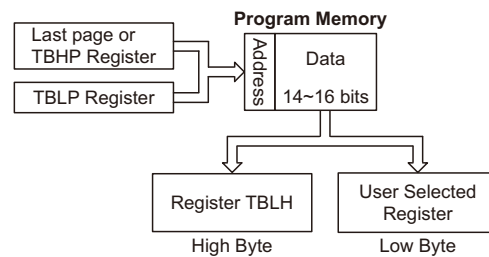 Program Memory
Last page or
TBHP Register
TBLP Register
Address
Data
14~16 bits
Register TBLH
User Selected
Register
High Byte
Low Byte